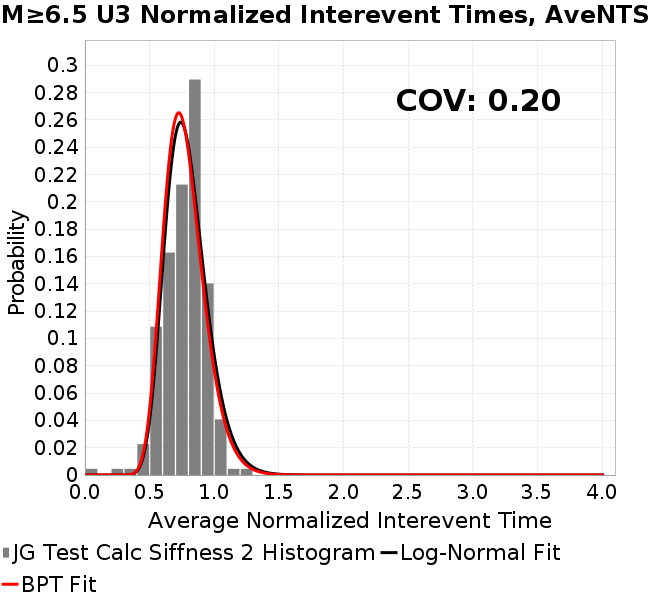 M≥6.5 U3 Normalized Interevent Times, AveNTS
COV: 0.20
Probability
0.3
0.28
0.26
0.24
0.22
0.2
0.18
0.16
0.14
0.12
0.1
0.08
0.06
0.04
0.02
0
0.0 0.5 1.0 1.5 2.0 2.5 3.0 3.5 4.0
Average Normalized Interevent Time
JG Test Calc Siffness 2 Histogram Log-Normal Fit
BPT Fit